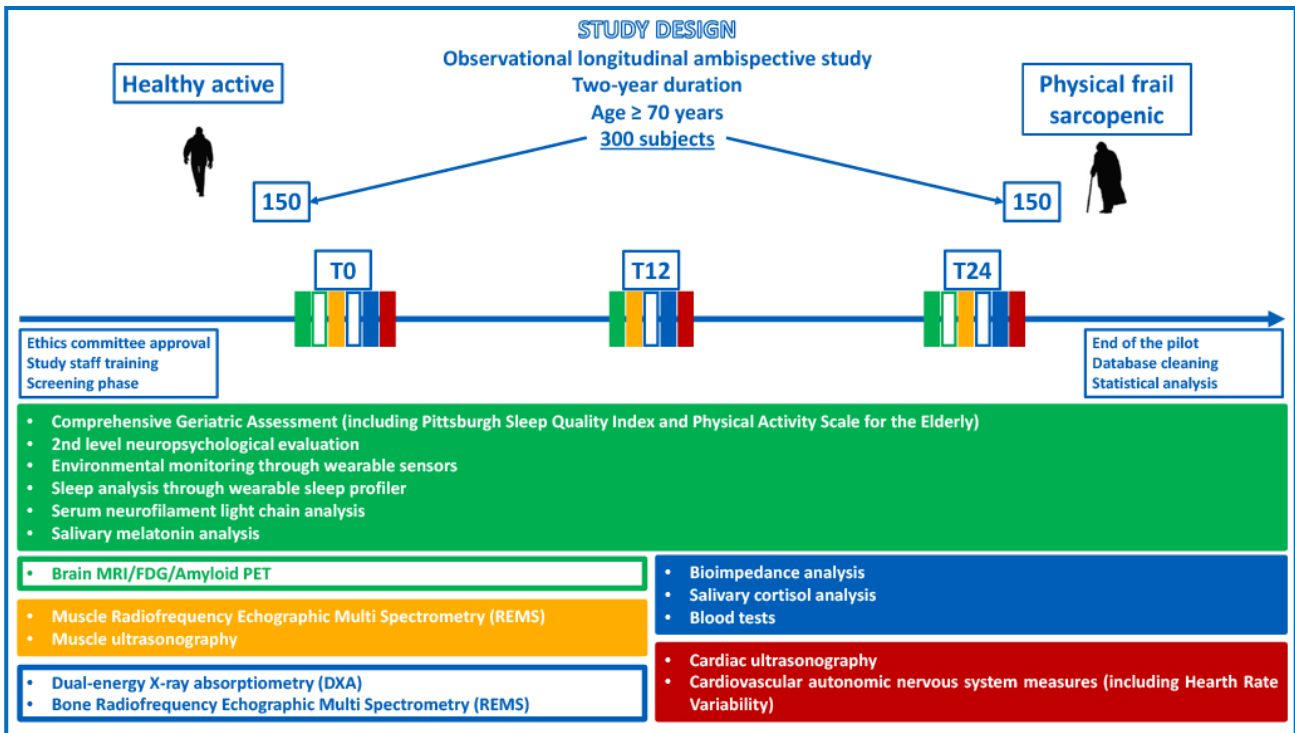 STUDY DESIGN
Observational longitudinal ambispective study
Two-year duration
Age ≥ 70 years
300 subjects
Healthy active
Physical frail
sarcopenic
150
150
T0
T12
T24
Ethics committee approval
Study staff training
Screening phase
End of the pilot
Database cleaning
Statistical analysis
• Comprehensive Geriatric Assessment (including Pittsburgh Sleep Quality Index and Physical Activity Scale for the Elderly)
• 2nd level neuropsychological evaluation
• Environmental monitoring through wearable sensors
• Sleep analysis through wearable sleep profiler
• Serum neurofilament light chain analysis
• Salivary melatonin analysis
• Brain MRI/FDG/Amyloid PET
• Muscle Radiofrequency Echographic Multi Spectrometry (REMS)
• Muscle ultrasonography
• Dual-energy X-ray absorptiometry (DXA)
• Bone Radiofrequency Echographic Multi Spectrometry (REMS)
• Bioimpedance analysis
• Salivary cortisol analysis
• Blood tests
• Cardiac ultrasonography
• Cardiovascular autonomic nervous system measures (including Hearth Rate
Variability)